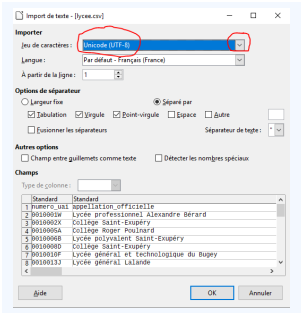 Import de texte - [lycee.csv]
Importer
Jeu de caractères : Unicode (UTF-8)
Langue : Par défaut - Français (France)
À partir de la ligne : 1
Options de séparateur
Largeur fixe Séparé par
Tabulation Virgule Point-virgule Espace Autre
Fusionner les séparateurs Séparateur de texte : "
Autres options
Champ entre guillemets comme texte Détecter les nombres spéciaux
Champs
Type de colonne :
Standard Standard
1 numero_uai appellation_officielle
2 0010001W Lycée professionnel Alexandre Bérard
3 0010002X Collège Saint-Exupéry
4 0010005A Collège Roger Poulnard
5 0010006B Lycée polyvalent Saint-Exupéry
6 0010008D Collège Saint-Exupéry
7 0010010F Lycée général et technologique du Bugey
8 0010013J Lycée général Lalande
Aide OK Annuler